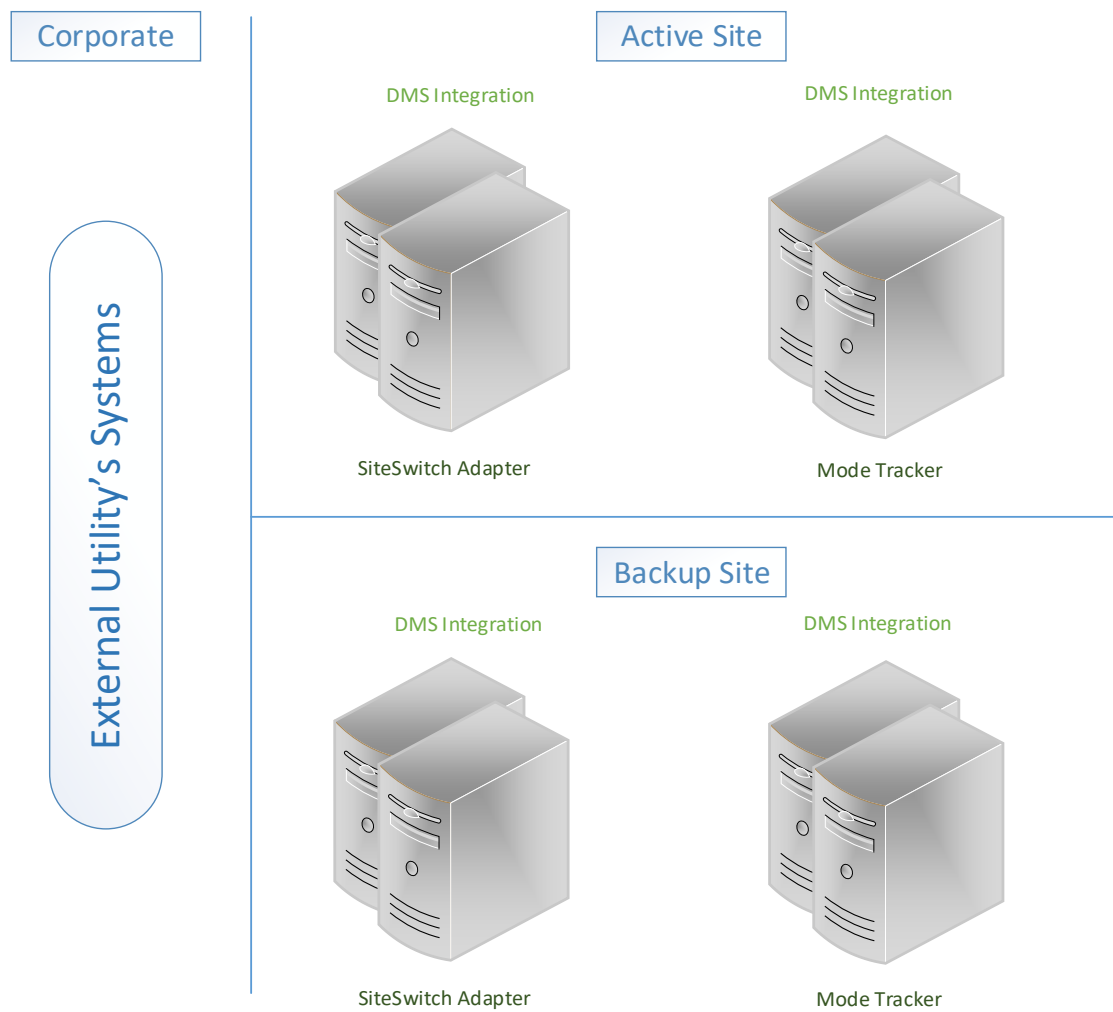 Corporate
External Utility’s Systems
Active Site
DMS Integration
DMS Integration
SiteSwitch Adapter
Mode Tracker
Backup Site
DMS Integration
DMS Integration
SiteSwitch Adapter
Mode Tracker